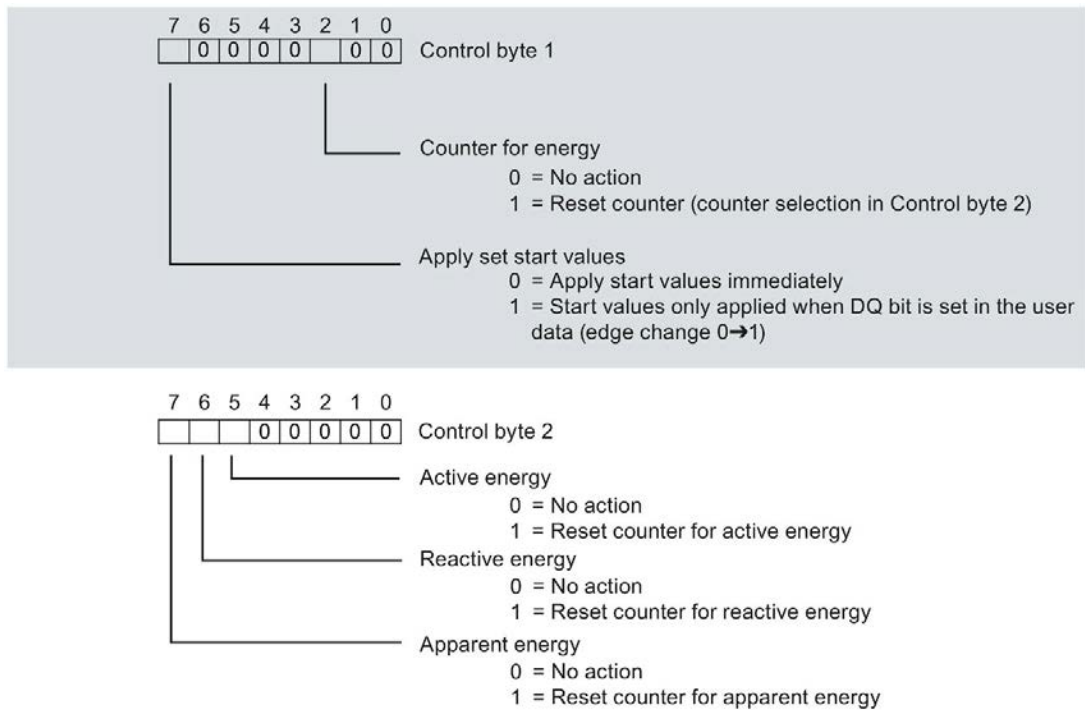 7 6 5 4 3 2 1 0
0 0 0 0 0 0 Control byte 1
Counter for energy
0 = No action
1 = Reset counter (counter selection in Control byte 2)
Apply set start values
0 = Apply start values immediately
1 = Start values only applied when DQ bit is set in the user
data (edge change 0➔1)
7 6 5 4 3 2 1 0
0 0 0 0 0 Control byte 2
Active energy
0 = No action
1 = Reset counter for active energy
Reactive energy
0 = No action
1 = Reset counter for reactive energy
Apparent energy
0 = No action
1 = Reset counter for apparent energy